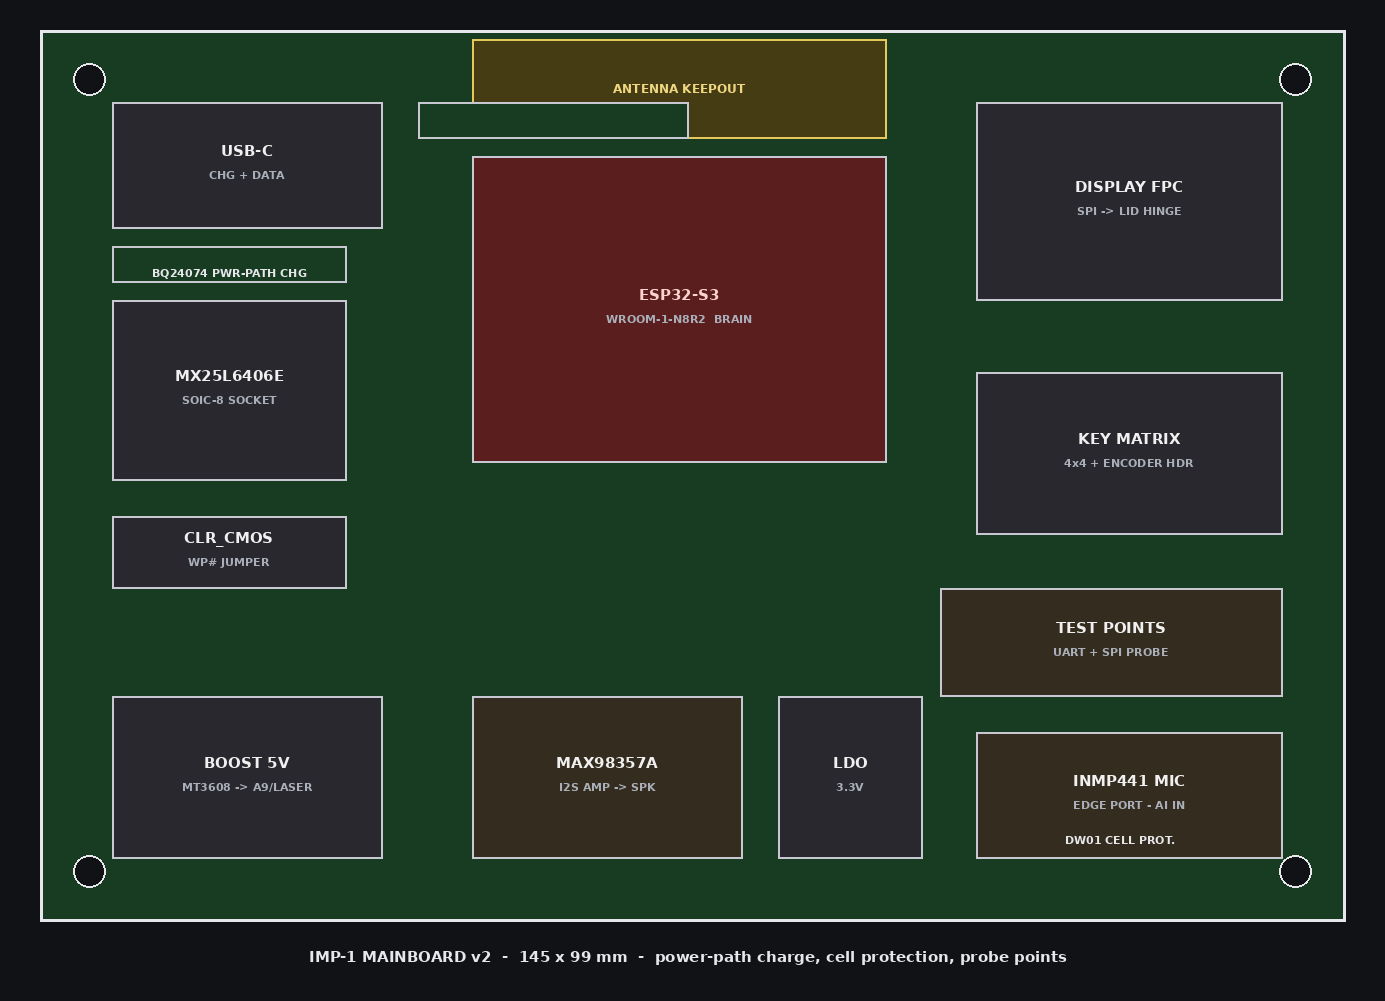 ANTENNA KEEPOUT
USB-C
CHG + DATA
DISPLAY FPC
SPI -> LID HINGE
BQ24074 PWR-PATH CHG
ESP32-S3
WROOM-1-N8R2  BRAIN
MX25L6406E
SOIC-8 SOCKET
KEY MATRIX
4x4 + ENCODER HDR
CLR_CMOS
WP# JUMPER
TEST POINTS
UART + SPI PROBE
BOOST 5V
MT3608 -> A9/LASER
MAX98357A
I2S AMP -> SPK
LDO
3.3V
INMP441 MIC
EDGE PORT - AI IN
DW01 CELL PROT.
IMP-1 MAINBOARD v2  -  145 x 99 mm  -  power-path charge, cell protection, probe points